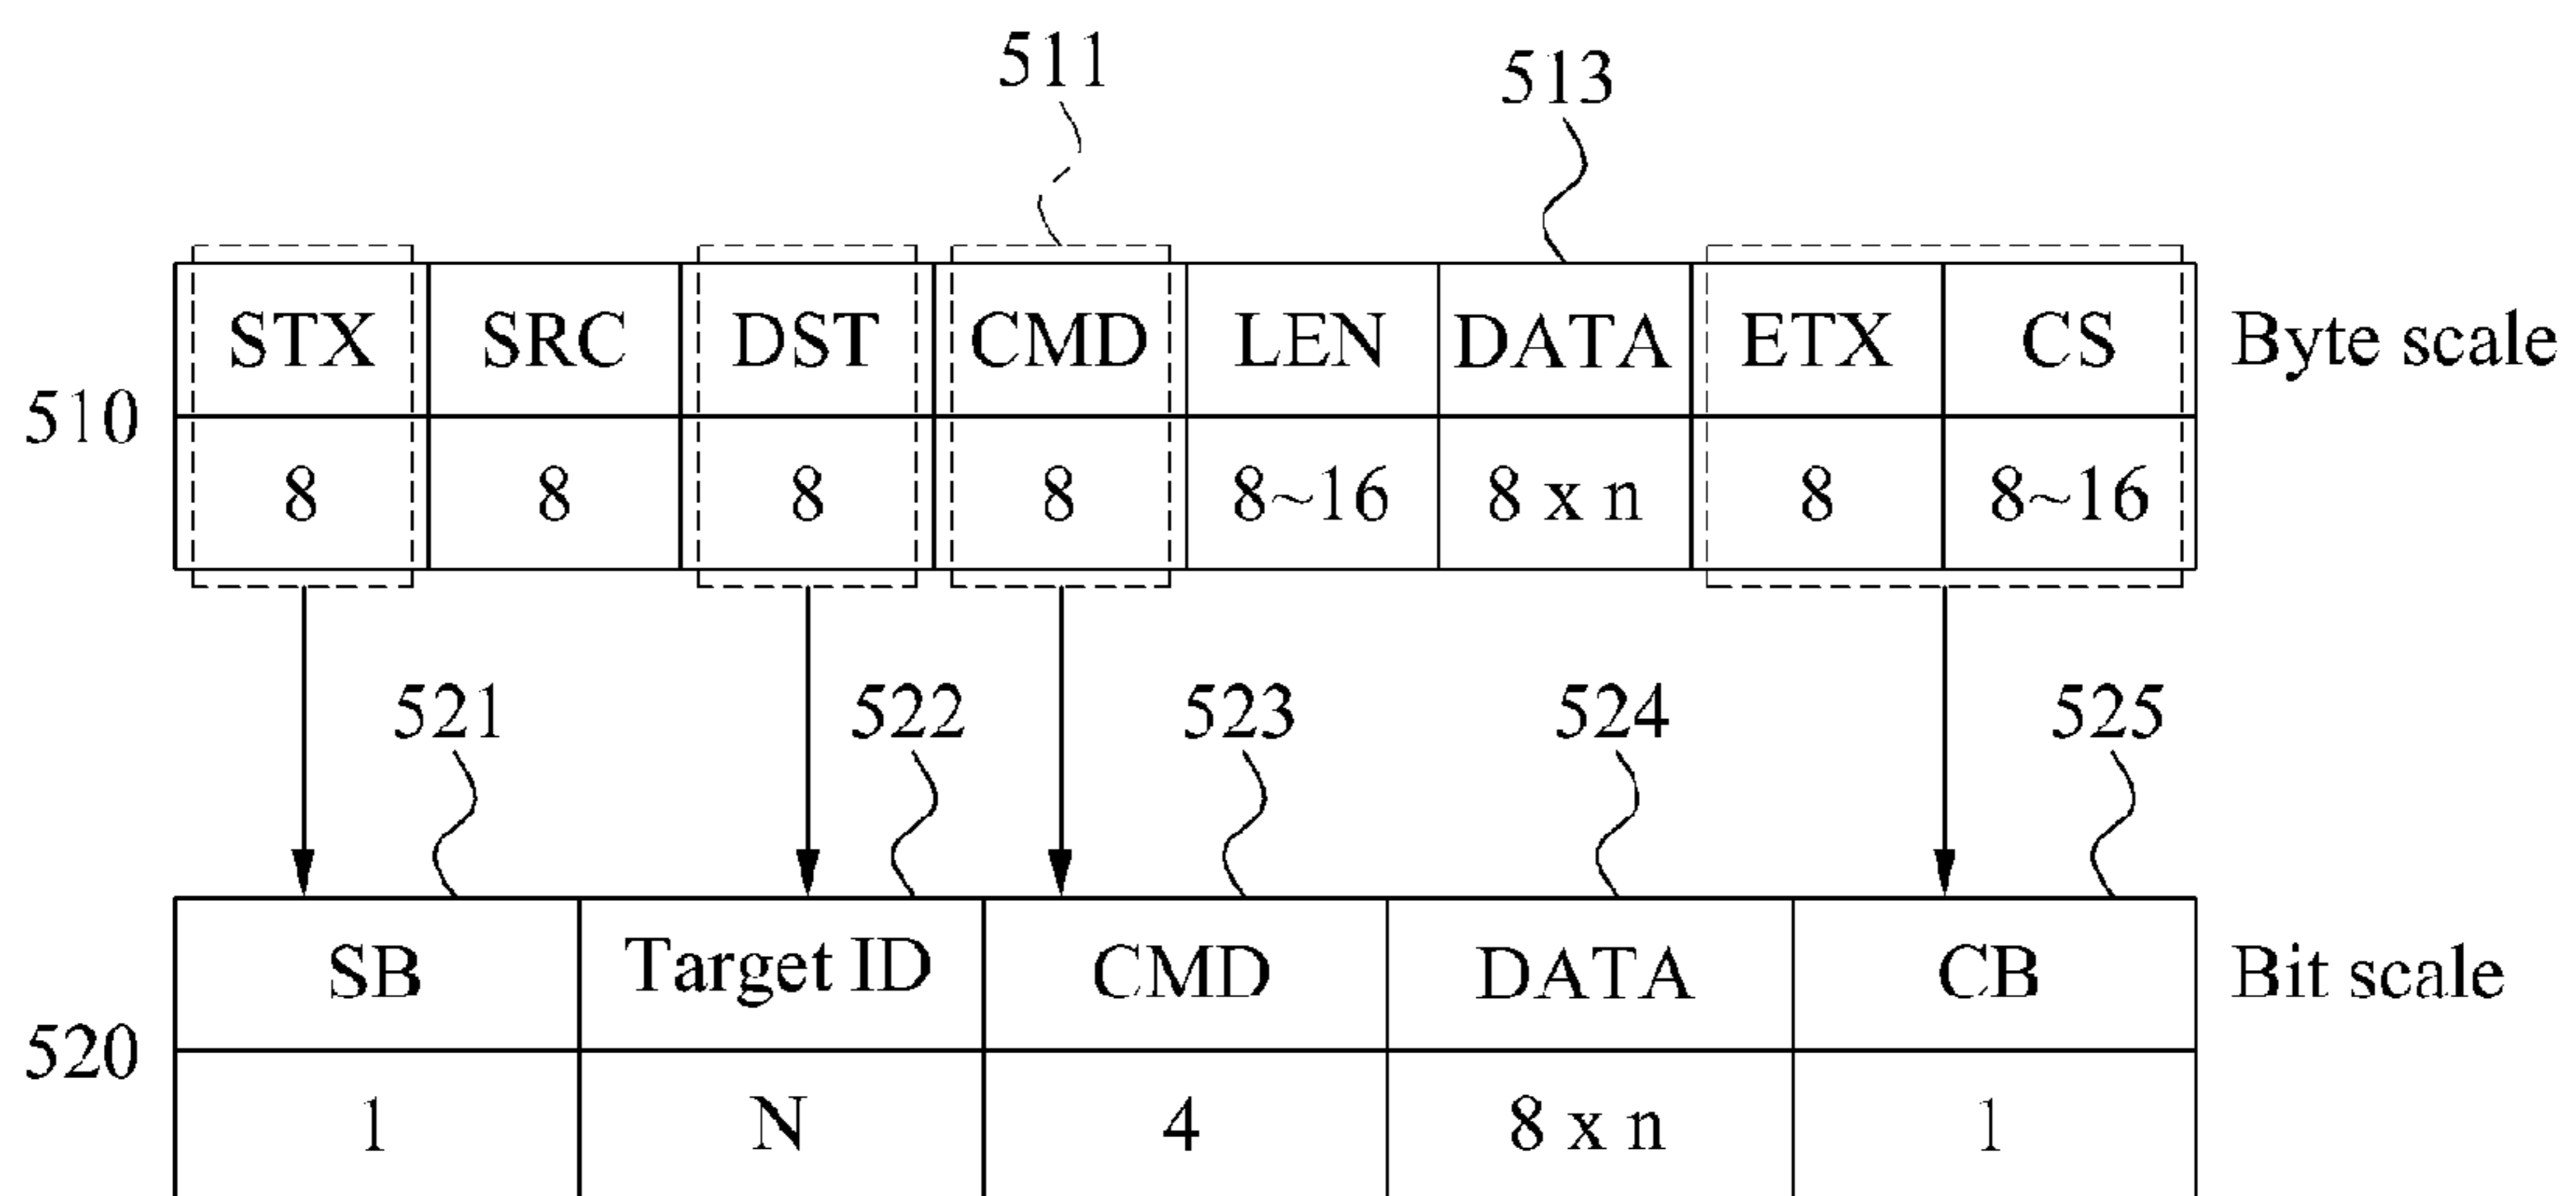 511 513
STX SRC DST CMD LEN DATA ETX CS Byte scale
510
8 8 8 8 8~16 8 x n 8 8~16
521 522 523 524 525
SB Target ID CMD DATA CB Bit scale
520
1 N 4 8 x n 1